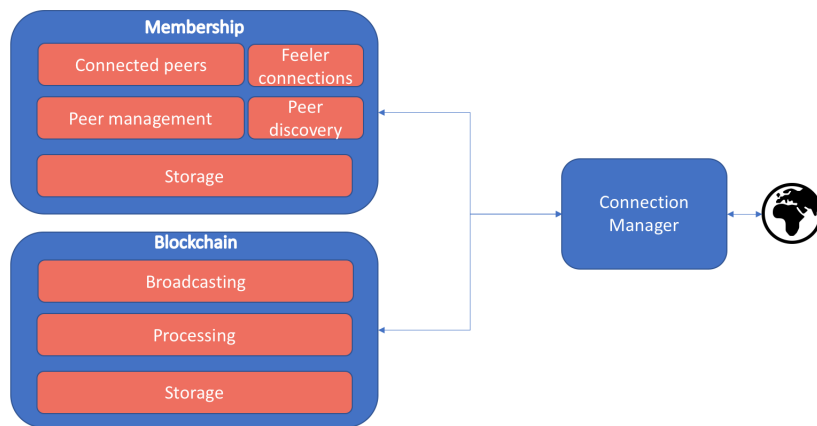 Membership
Connected peers
Feeler
connections
Peer management
Peer
discovery
Storage
Blockchain
Broadcasting
Processing
Storage
Connection
Manager